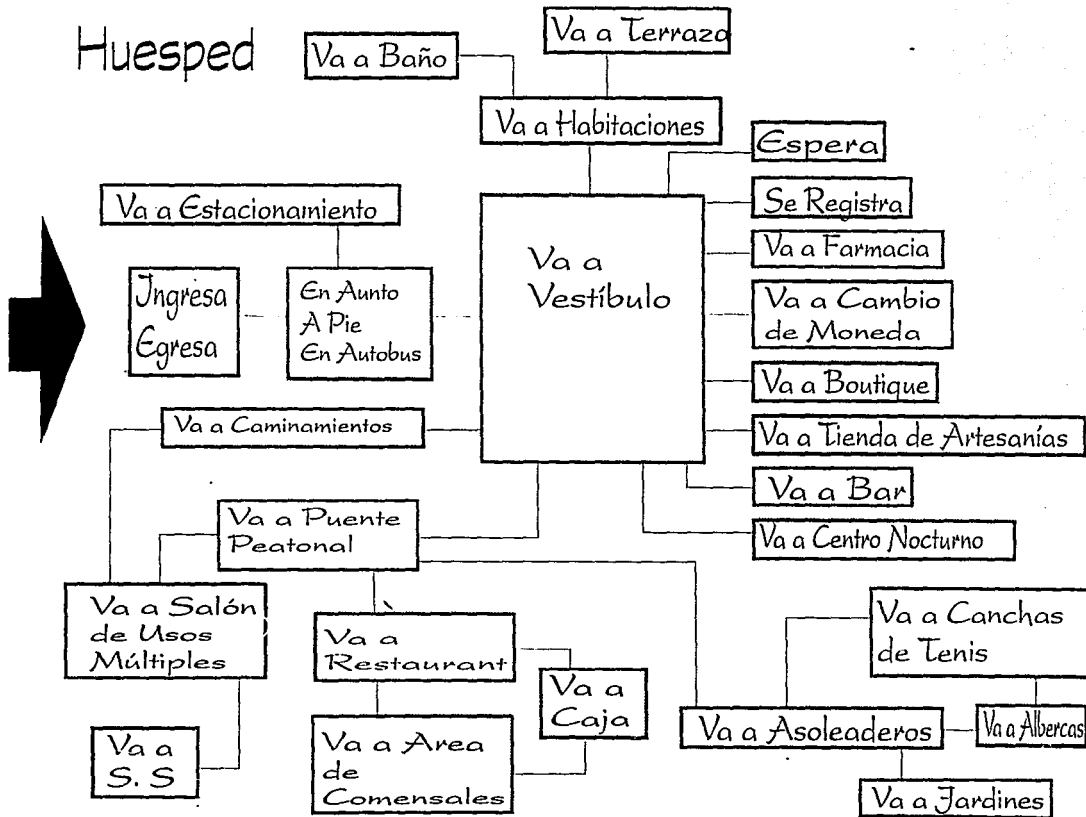 Huesped
Va a Baño
Va a Terraza
Va a Habitaciones
Espera
Se Registra
Va a Farmacia
Va a Cambio
de Moneda
Va a Boutique
Va a Tienda de Artesanías
Va a Bar
Va a Centro Nocturno
Va a Estacionamiento
Ingresa
Egresa
En Aunto
A Pie
En Autobus
Va a
Vestíbulo
Va a Caminamientos
Va a Puente
Peatonal
Va a Salón
de Usos
Múltiples
Va a
S. S
Va a
Restaurant
Va a
Caja
Va a Area
de
Comensales
Va a Canchas
de Tenis
Va a Asoleaderos
Va a Albercas
Va a Jardines